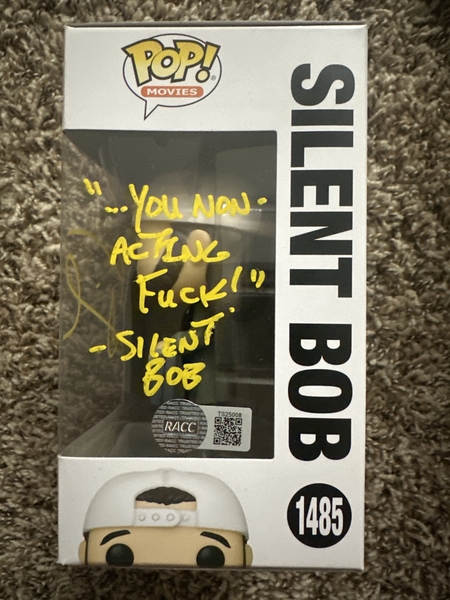 POP!
MOVIES
SILENT BOB
1485
"...YOU NON-
ACTING
FUCK!"
-SILENT
BOB
RACC
TS25008